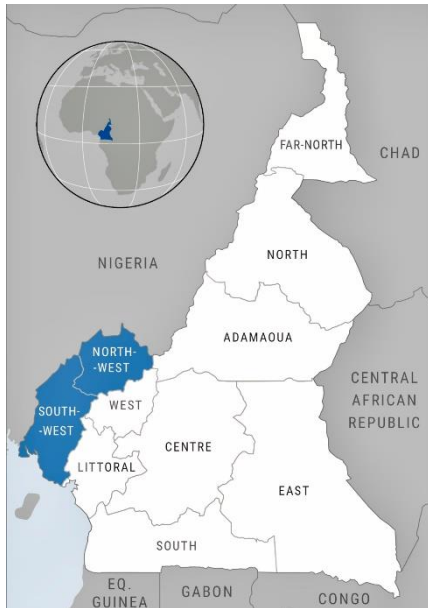 FAR-NORTH
CHAD
NORTH
NIGERIA
ADAMAOUA
NORTH-
-WEST
CENTRAL
AFRICAN
REPUBLIC
WEST
SOUTH-
-WEST
CENTRE
LITTORAL
EAST
SOUTH
EQ.
GUINEA
GABON
CONGO